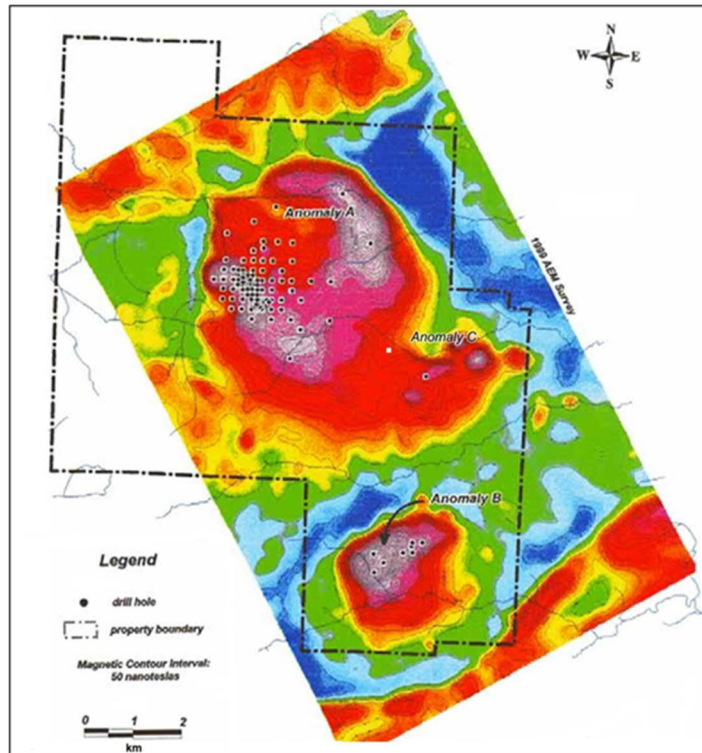 N
W E
S
Anomaly A
1999 AEM Survey
Anomaly C
Anomaly B
Legend
drill hole
property boundary
Magnetic Contour Interval:
50 nanoteslas
0 1 2
km